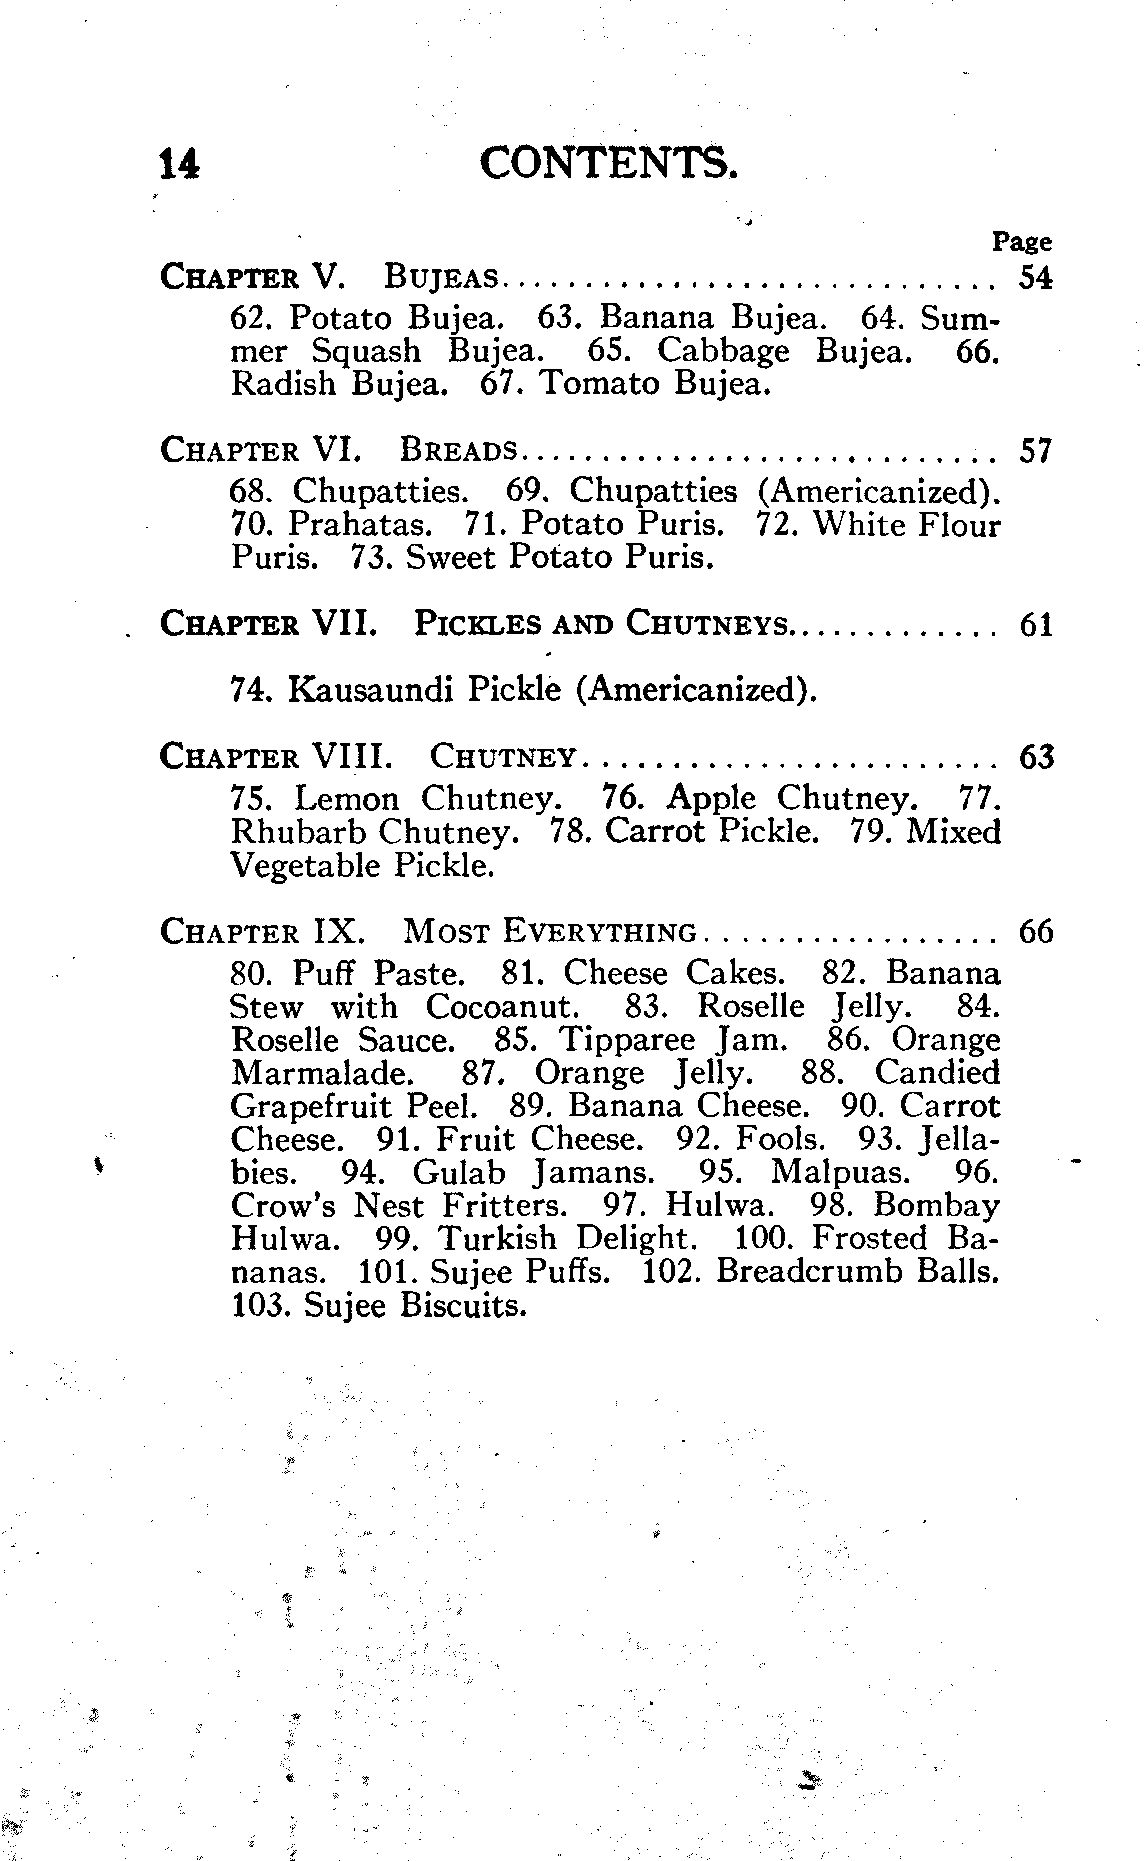 14 CONTENTS.
Page
CHAPTER V. BUJEAS.............................. 54
62. Potato Bujea. 63. Banana Bujea. 64. Sum-
mer Squash Bujea. 65. Cabbage Bujea. 66.
Radish Bujea. 67. Tomato Bujea.
CHAPTER VI. BREADS............................. 57
68. Chupatties. 69. Chupatties (Americanized).
70. Prahatas. 71. Potato Puris. 72. White Flour
Puris. 73. Sweet Potato Puris.
CHAPTER VII. PICKLES AND CHUTNEYS............. 61
74. Kausaundi Pickle (Americanized).
CHAPTER VIII. CHUTNEY........................ 63
75. Lemon Chutney. 76. Apple Chutney. 77.
Rhubarb Chutney. 78. Carrot Pickle. 79. Mixed
Vegetable Pickle.
CHAPTER IX. MOST EVERYTHING................. 66
80. Puff Paste. 81. Cheese Cakes. 82. Banana
Stew with Cocoanut. 83. Roselle Jelly. 84.
Roselle Sauce. 85. Tipparee Jam. 86. Orange
Marmalade. 87. Orange Jelly. 88. Candied
Grapefruit Peel. 89. Banana Cheese. 90. Carrot
Cheese. 91. Fruit Cheese. 92. Fools. 93. Jella-
bies. 94. Gulab Jamans. 95. Malpuas. 96.
Crow's Nest Fritters. 97. Hulwa. 98. Bombay
Hulwa. 99. Turkish Delight. 100. Frosted Ba-
nanas. 101. Sujee Puffs. 102. Breadcrumb Balls.
103. Sujee Biscuits.